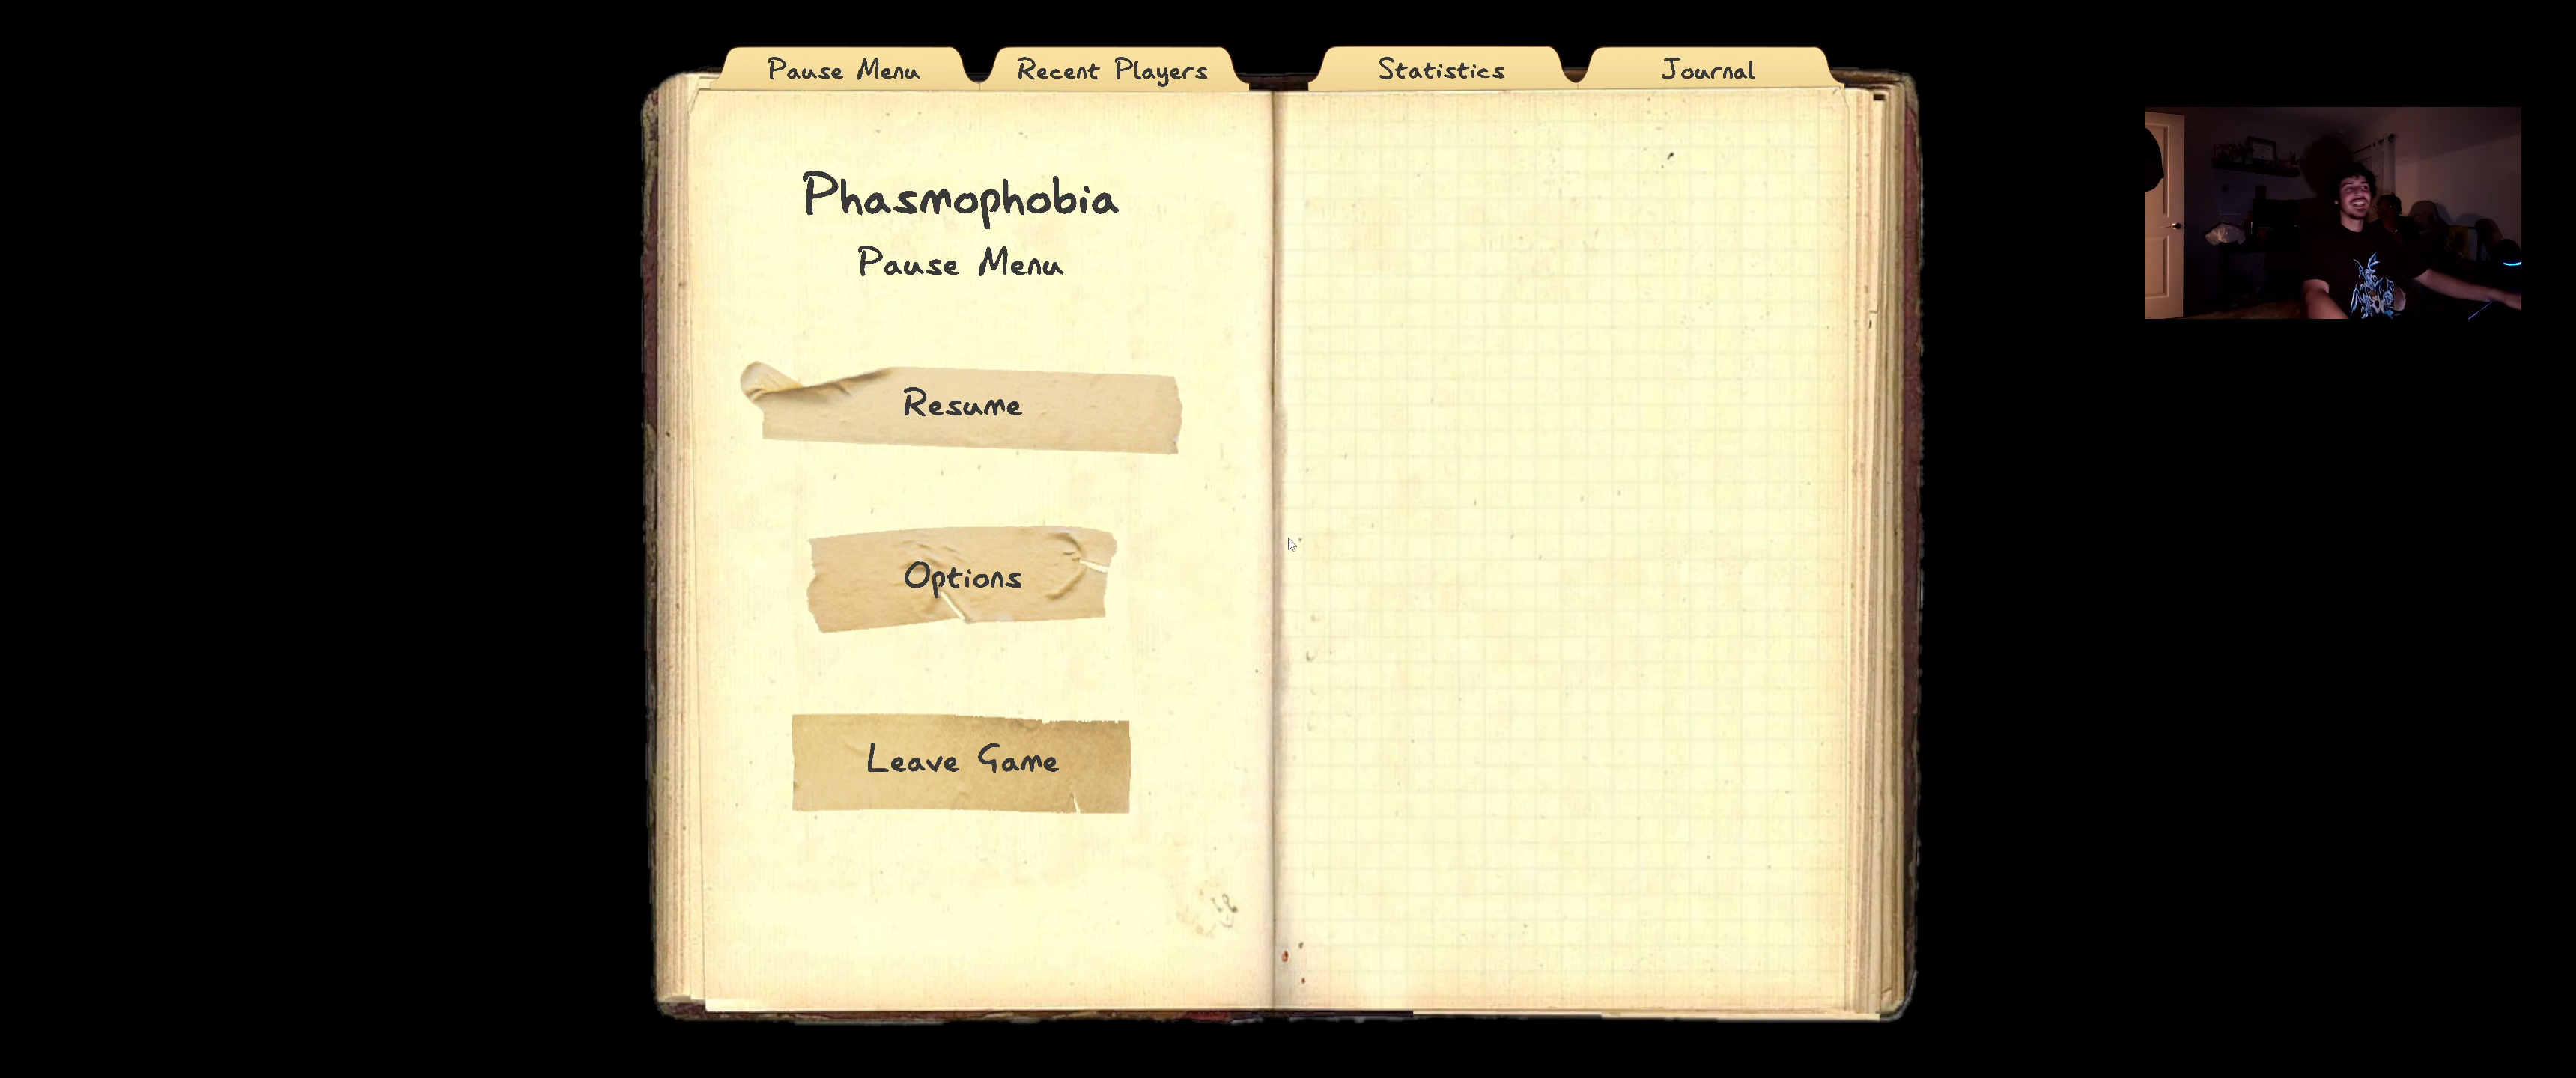 Pause Menu
Recent Players
Statistics
Journal
Phasmophobia
Pause Menu
Resume
Options
Leave Game